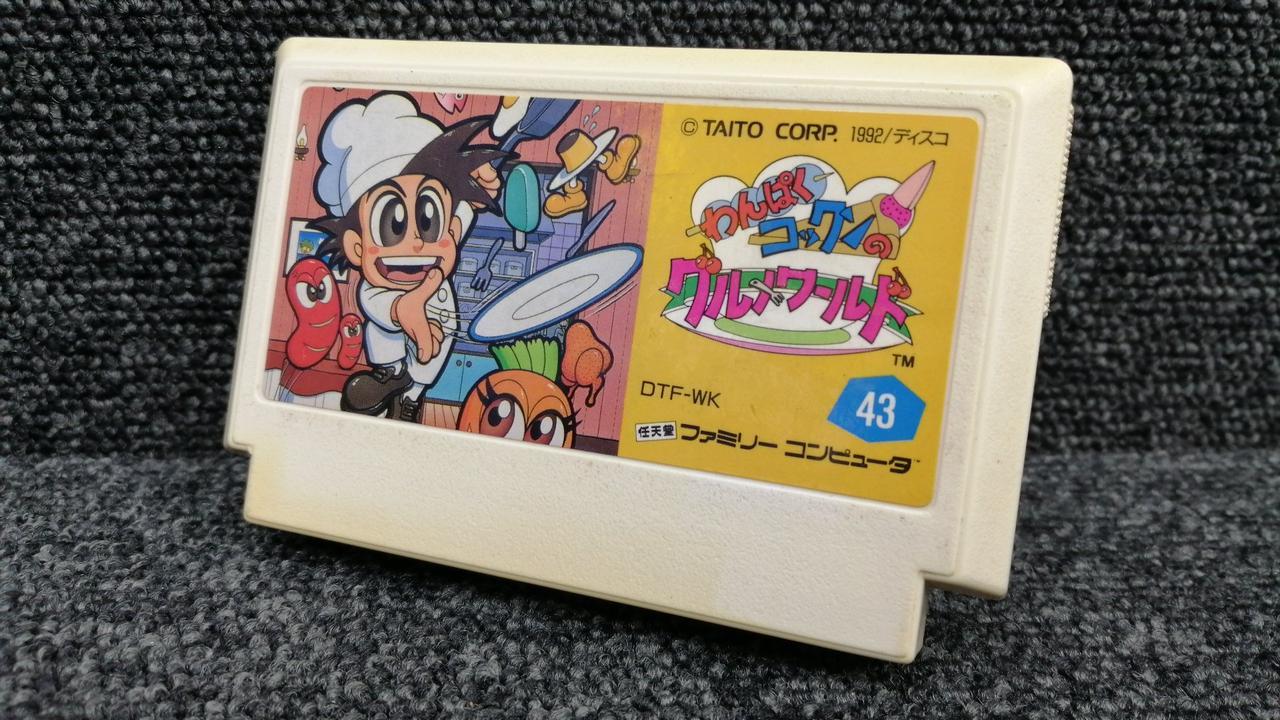 © TAITO CORP. 1992/ディスコ
わんぱく
コックンの
グルメワールド
TM
DTF-WK
43
任天堂 ファミリー コンピュータ™